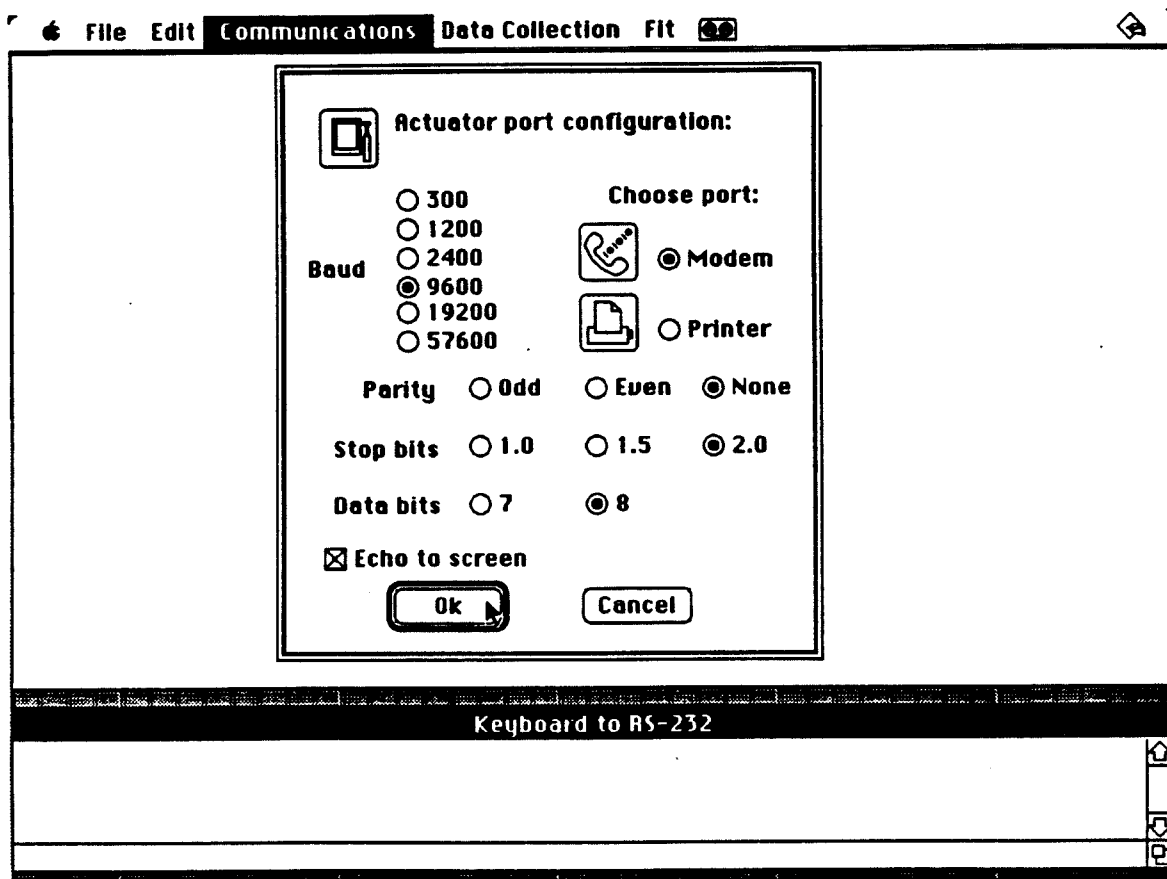 File Edit Communications Data Collection Fit
Actuator port configuration:
Baud
300
1200
2400
9600
19200
57600
Choose port:
Modem
Printer
Parity Odd Even None
Stop bits 1.0 1.5 2.0
Data bits 7 8
Echo to screen
Ok Cancel
Keyboard to RS-232